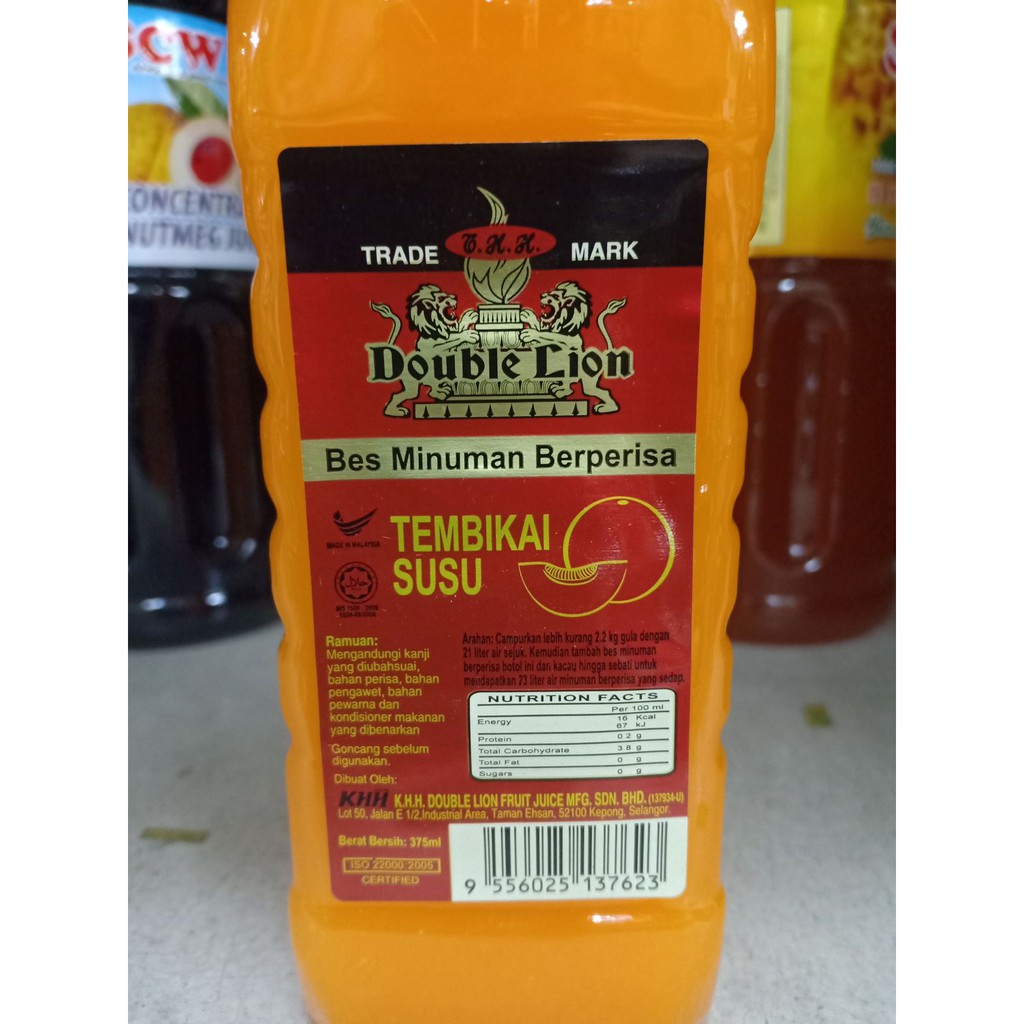 T.H.H.
TRADE MARK
Double Lion
Bes Minuman Berperisa
MADE IN MALAYSIA
TEMBIKAI
SUSU
Ramuan:
Mengandungi kanji
yang diubahsuai,
bahan perisa, bahan
pengawet, bahan
pewarna dan
kondisioner makanan
yang dibenarkan
Goncang sebelum
digunakan.
Arahan: Campurkan lebih kurang 2.2 kg gula dengan
21 liter air sejuk. Kemudian tambah bes minuman
berperisa botol ini dan kacau hingga sebati untuk
mendapatkan 23 liter air minuman berperisa yang sedap.
NUTRITION FACTS
Per 100 ml
Energy 16 Kcal
67 kJ
Protein 0.2 g
Total Carbohydrate 3.8 g
Total Fat 0 g
Sugars 0 g
Dibuat Oleh:
KHH K.H.H. DOUBLE LION FRUIT JUICE MFG. SDN. BHD. (137934-U)
Lot 50, Jalan E 1/2,Industrial Area, Taman Ehsan, 52100 Kepong, Selangor.
Berat Bersih: 375ml
ISO 22000 2005
CERTIFIED
9 556025 137623
NUTMEG